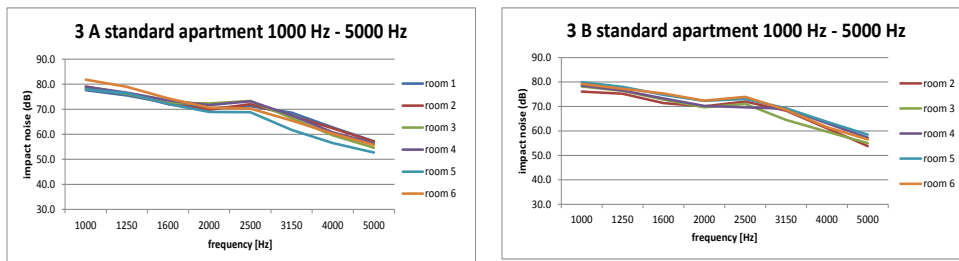 3 A standard apartment 1000 Hz - 5000 Hz
impact noise (dB)
90.0
80.0
70.0
60.0
50.0
40.0
30.0
1000 1250 1600 2000 2500 3150 4000 5000
frequency [Hz]
room 1
room 2
room 3
room 4
room 5
room 6
3 B standard apartment 1000 Hz - 5000 Hz
impact noise (dB)
90.0
80.0
70.0
60.0
50.0
40.0
30.0
1000 1250 1600 2000 2500 3150 4000 5000
frequency [Hz]
room 2
room 3
room 4
room 5
room 6